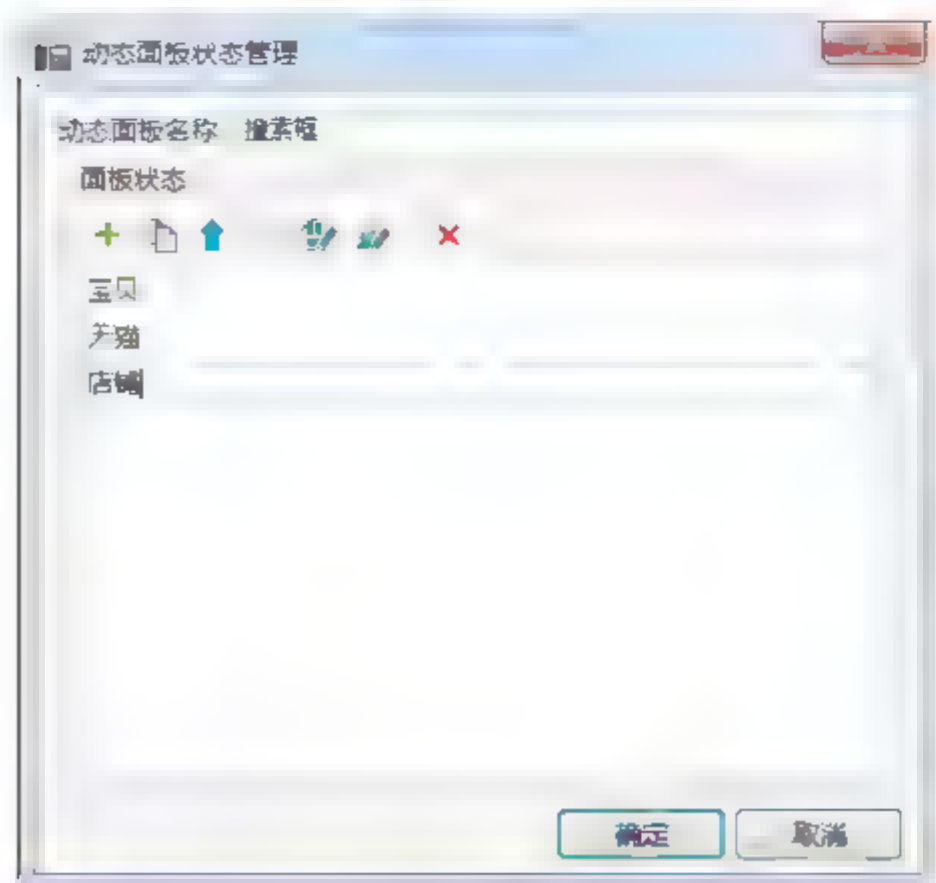 动态面板状态管理
动态面板名称 搜索框
面板状态
宝贝
天猫
店铺
确定
取消